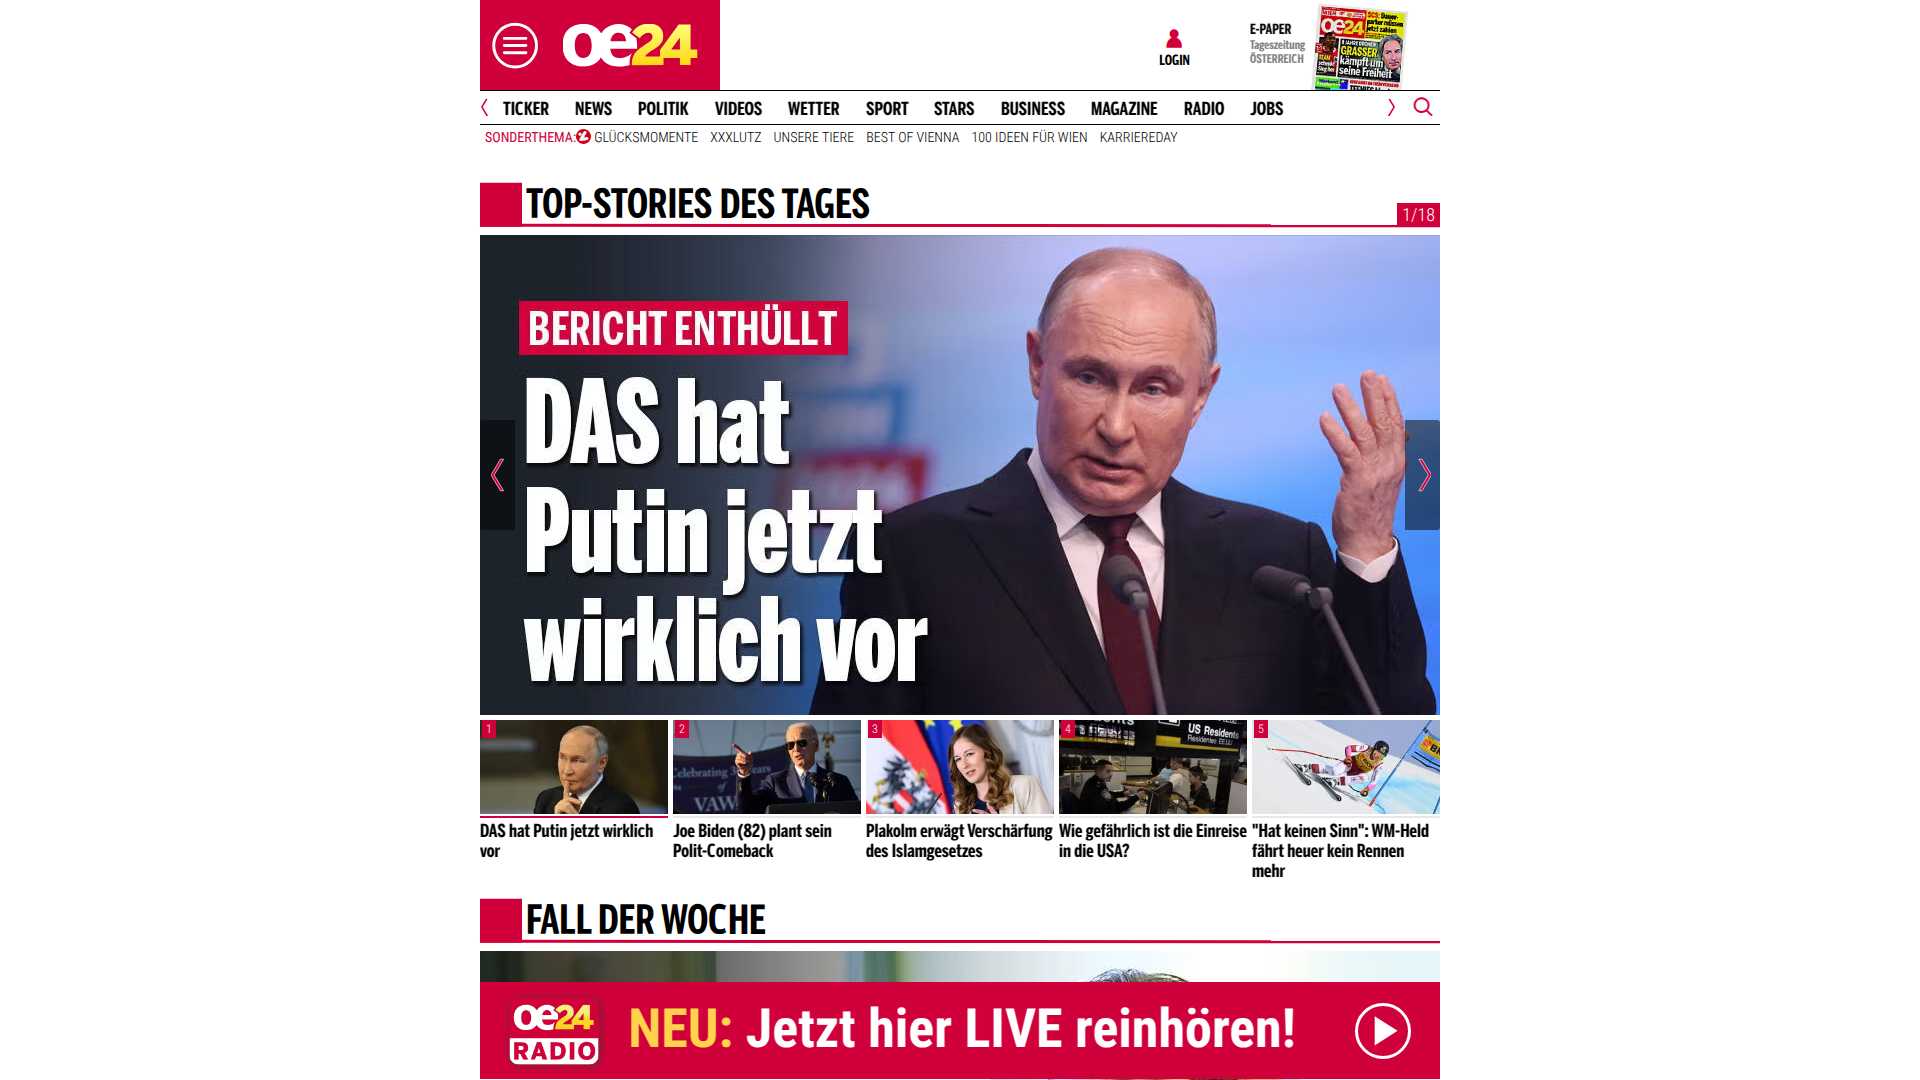 oe24
LOGIN
E-PAPER
Tageszeitung
ÖSTERREICH
oe24
GRASSER
kämpft um
seine Freiheit
TICKER NEWS POLITIK VIDEOS WETTER SPORT STARS BUSINESS MAGAZINE RADIO JOBS
SONDERTHEMA: GLÜCKSMOMENTE XXXLUTZ UNSERE TIERE BEST OF VIENNA 100 IDEEN FÜR WIEN KARRIEREDAY
TOP-STORIES DES TAGES
1/18
BERICHT ENTHÜLLT
DAS hat
Putin jetzt
wirklich vor
1
2
3
4
5
Celebrating
VAW
US Residents
DAS hat Putin jetzt wirklich
vor
Joe Biden (82) plant sein
Polit-Comeback
Plakolm erwägt Verschärfung
des Islamgesetzes
Wie gefährlich ist die Einreise
in die USA?
"Hat keinen Sinn": WM-Held
fährt heuer kein Rennen
mehr
FALL DER WOCHE
oe24
RADIO
NEU: Jetzt hier LIVE reinhören!